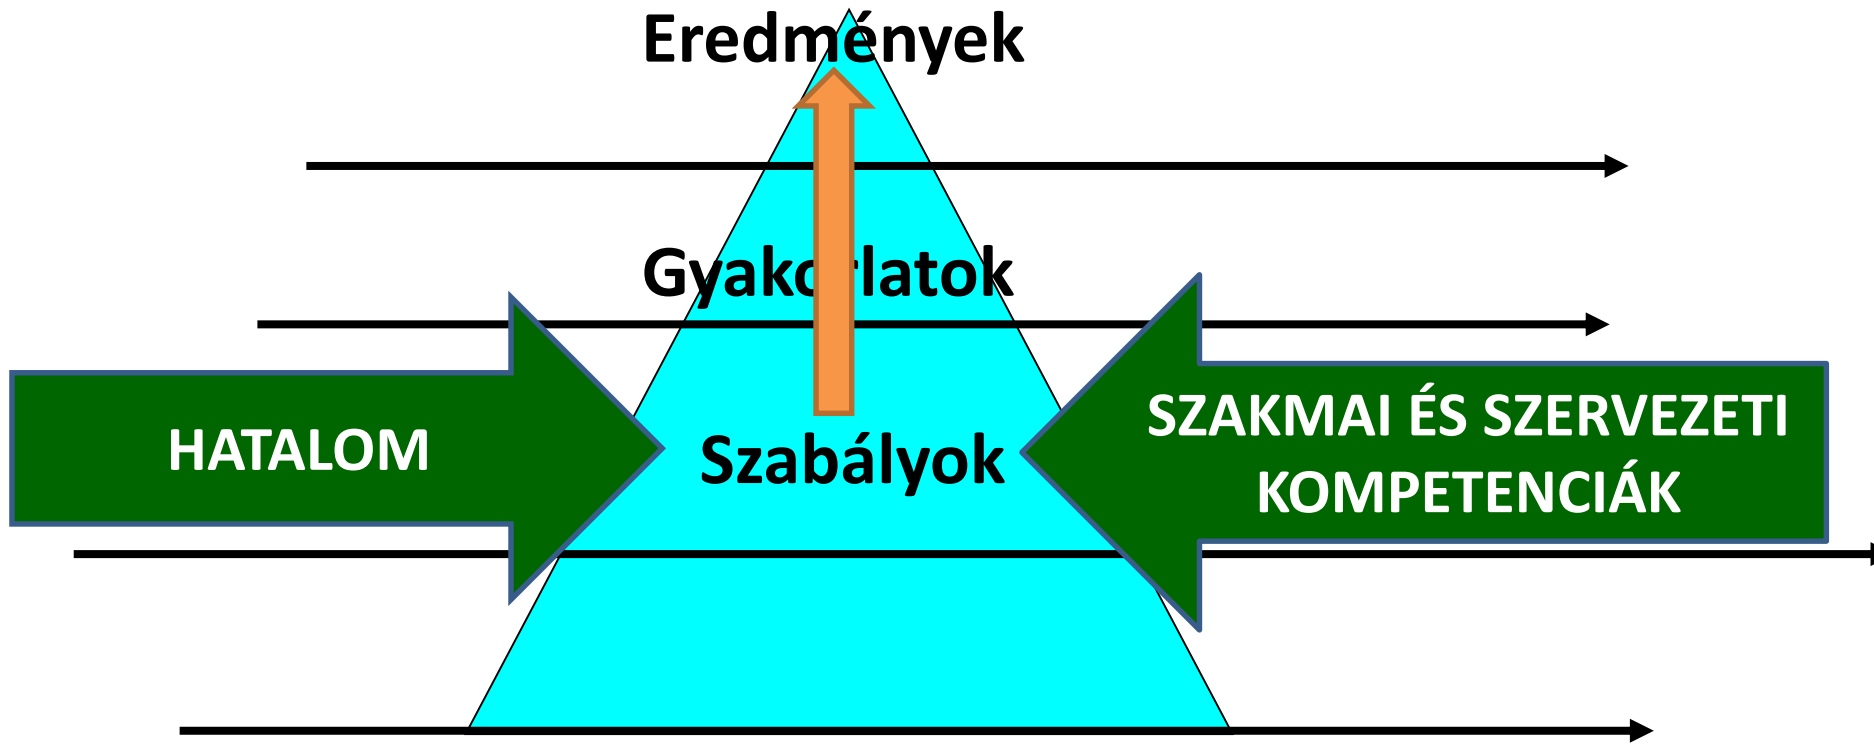 Eredmények
Gyakorlatok
HATALOM
Szabályok
SZAKMAI ÉS SZERVEZETI
KOMPETENCIÁK